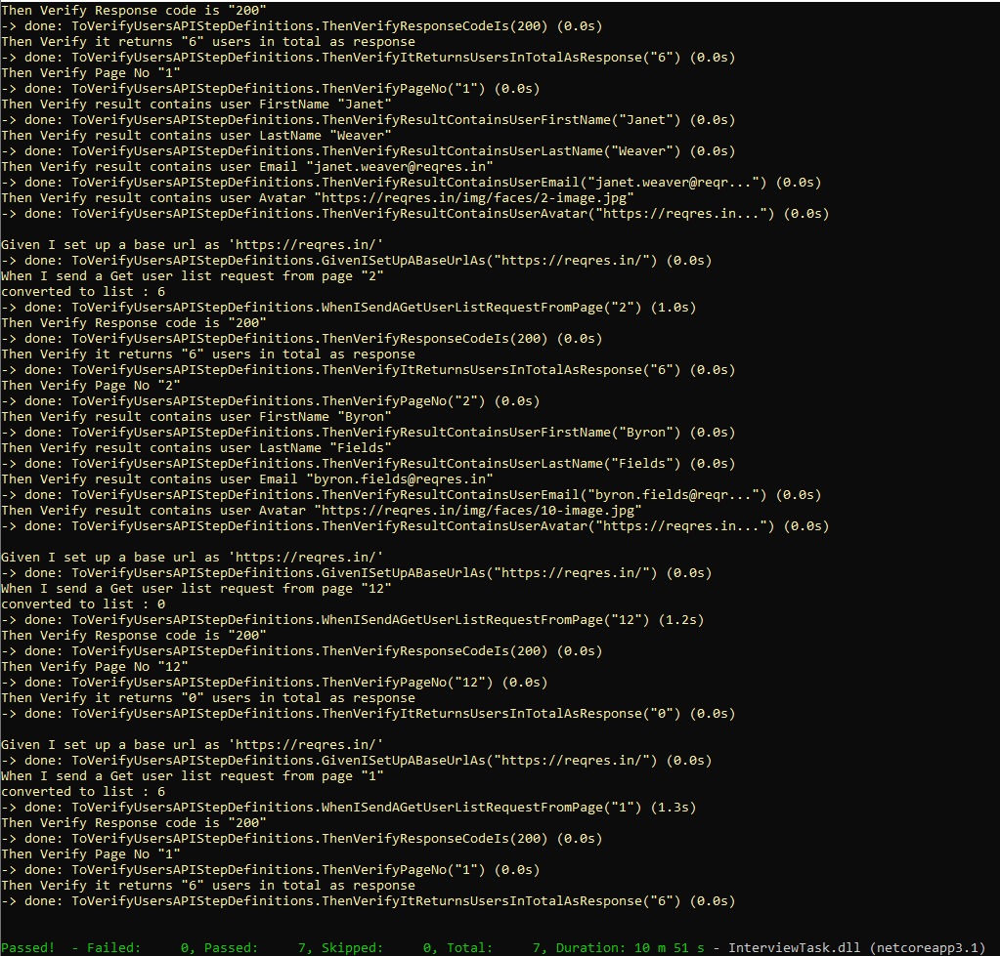 Then Verify Response code is "200"
-> done: ToVerifyUsersAPIStepDefinitions.ThenVerifyResponseCodeIs(200) (0.0s)
Then Verify it returns "6" users in total as response
-> done: ToVerifyUsersAPIStepDefinitions.ThenVerifyItReturnsUsersInTotalAsResponse("6") (0.0s)
Then Verify Page No "1"
-> done: ToVerifyUsersAPIStepDefinitions.ThenVerifyPageNo("1") (0.0s)
Then Verify result contains user FirstName "Janet"
-> done: ToVerifyUsersAPIStepDefinitions.ThenVerifyResultContainsUserFirstName("Janet") (0.0s)
Then Verify result contains user LastName "Weaver"
-> done: ToVerifyUsersAPIStepDefinitions.ThenVerifyResultContainsUserLastName("Weaver") (0.0s)
Then Verify result contains user Email "janet.weaver@reqres.in"
-> done: ToVerifyUsersAPIStepDefinitions.ThenVerifyResultContainsUserEmail("janet.weaver@reqr...") (0.0s)
Then Verify result contains user Avatar "https://reqres.in/img/faces/2-image.jpg"
-> done: ToVerifyUsersAPIStepDefinitions.ThenVerifyResultContainsUserAvatar("https://reqres.in...") (0.0s)
Given I set up a base url as 'https://reqres.in/'
-> done: ToVerifyUsersAPIStepDefinitions.GivenISetUpABaseUrlAs("https://reqres.in/") (0.0s)
When I send a Get user list request from page "2"
converted to list : 6
-> done: ToVerifyUsersAPIStepDefinitions.WhenISendAGetUserListRequestFromPage("2") (1.0s)
Then Verify Response code is "200"
-> done: ToVerifyUsersAPIStepDefinitions.ThenVerifyResponseCodeIs(200) (0.0s)
Then Verify it returns "6" users in total as response
-> done: ToVerifyUsersAPIStepDefinitions.ThenVerifyItReturnsUsersInTotalAsResponse("6") (0.0s)
Then Verify Page No "2"
-> done: ToVerifyUsersAPIStepDefinitions.ThenVerifyPageNo("2") (0.0s)
Then Verify result contains user FirstName "Byron"
-> done: ToVerifyUsersAPIStepDefinitions.ThenVerifyResultContainsUserFirstName("Byron") (0.0s)
Then Verify result contains user LastName "Fields"
-> done: ToVerifyUsersAPIStepDefinitions.ThenVerifyResultContainsUserLastName("Fields") (0.0s)
Then Verify result contains user Email "byron.fields@reqres.in"
-> done: ToVerifyUsersAPIStepDefinitions.ThenVerifyResultContainsUserEmail("byron.fields@reqr...") (0.0s)
Then Verify result contains user Avatar "https://reqres.in/img/faces/10-image.jpg"
-> done: ToVerifyUsersAPIStepDefinitions.ThenVerifyResultContainsUserAvatar("https://reqres.in...") (0.0s)
Given I set up a base url as 'https://reqres.in/'
-> done: ToVerifyUsersAPIStepDefinitions.GivenISetUpABaseUrlAs("https://reqres.in/") (0.0s)
When I send a Get user list request from page "12"
converted to list : 0
-> done: ToVerifyUsersAPIStepDefinitions.WhenISendAGetUserListRequestFromPage("12") (1.2s)
Then Verify Response code is "200"
-> done: ToVerifyUsersAPIStepDefinitions.ThenVerifyResponseCodeIs(200) (0.0s)
Then Verify Page No "12"
-> done: ToVerifyUsersAPIStepDefinitions.ThenVerifyPageNo("12") (0.0s)
Then Verify it returns "0" users in total as response
-> done: ToVerifyUsersAPIStepDefinitions.ThenVerifyItReturnsUsersInTotalAsResponse("0") (0.0s)
Given I set up a base url as 'https://reqres.in/'
-> done: ToVerifyUsersAPIStepDefinitions.GivenISetUpABaseUrlAs("https://reqres.in/") (0.0s)
When I send a Get user list request from page "1"
converted to list : 6
-> done: ToVerifyUsersAPIStepDefinitions.WhenISendAGetUserListRequestFromPage("1") (1.3s)
Then Verify Response code is "200"
-> done: ToVerifyUsersAPIStepDefinitions.ThenVerifyResponseCodeIs(200) (0.0s)
Then Verify Page No "1"
-> done: ToVerifyUsersAPIStepDefinitions.ThenVerifyPageNo("1") (0.0s)
Then Verify it returns "6" users in total as response
-> done: ToVerifyUsersAPIStepDefinitions.ThenVerifyItReturnsUsersInTotalAsResponse("6") (0.0s)
Passed!  - Failed:     0, Passed:     7, Skipped:     0, Total:     7, Duration: 10 m 51 s - InterviewTask.dll (netcoreapp3.1)